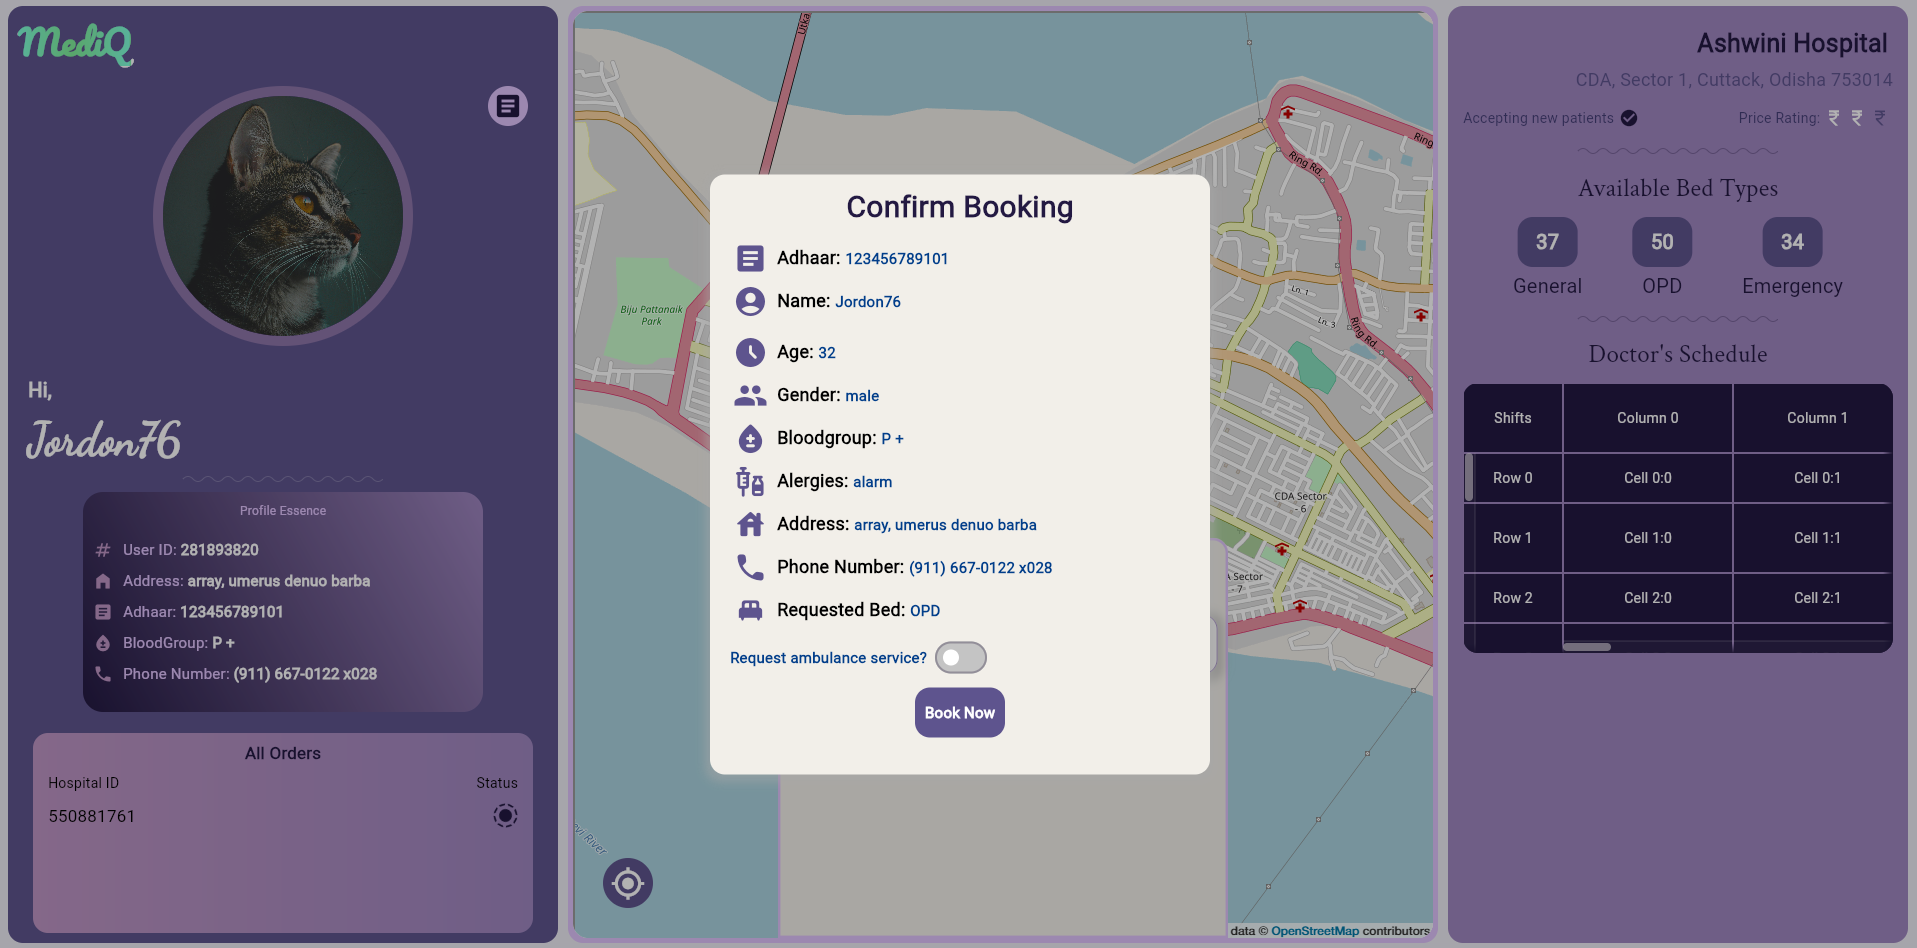 MediQ
Hi,
Jordon76
Profile Essence
User ID: 281893820
Address: array, umerus denuo barba
Adhaar: 123456789101
BloodGroup: P +
Phone Number: (911) 667-0122 x028
All Orders
Hospital ID Status
550881761
Utka
Ring Rd.
Ring
Biju Pattanaik
Park
Ln. 1
Ln. 3
Ring Rd.
CDA Sector
- 6
A Sector
- 7
evi River
data © OpenStreetMap contributors
Confirm Booking
Adhaar: 123456789101
Name: Jordon76
Age: 32
Gender: male
Bloodgroup: P +
Alergies: alarm
Address: array, umerus denuo barba
Phone Number: (911) 667-0122 x028
Requested Bed: OPD
Request ambulance service?
Book Now
Ashwini Hospital
CDA, Sector 1, Cuttack, Odisha 753014
Accepting new patients Price Rating: ₹ ₹ ₹
Available Bed Types
37 50 34
General OPD Emergency
Doctor's Schedule
Shifts Column 0 Column 1
Row 0 Cell 0:0 Cell 0:1
Row 1 Cell 1:0 Cell 1:1
Row 2 Cell 2:0 Cell 2:1